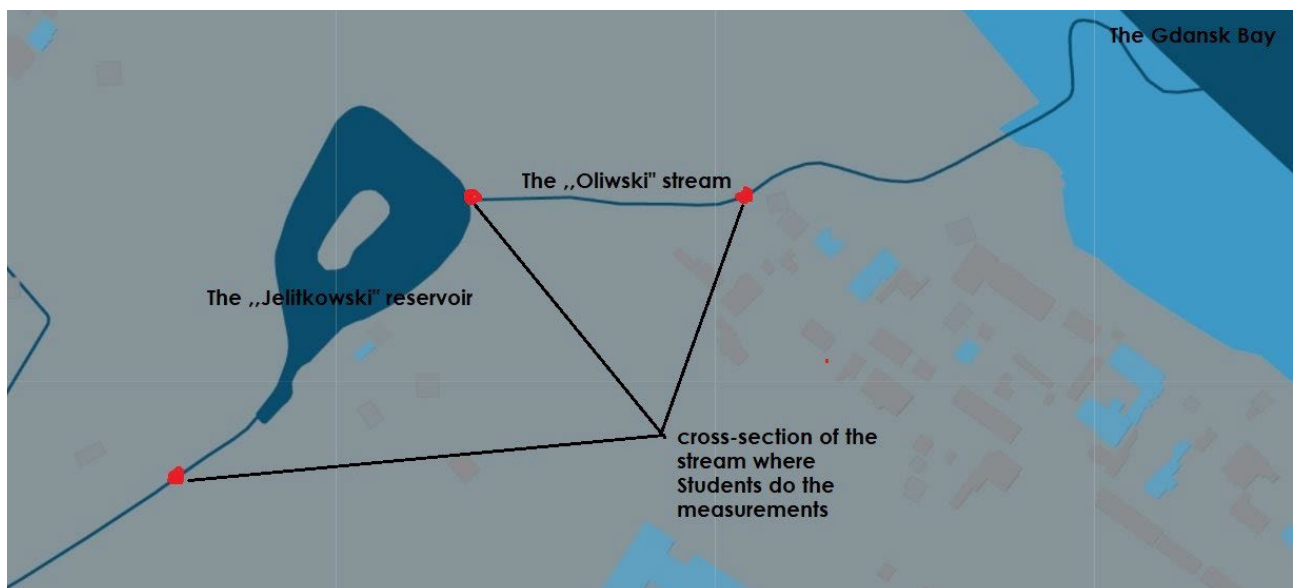 The Gdansk Bay
The ,,Oliwski" stream
The ,,Jelitkowski" reservoir
cross-section of the
stream where
Students do the
measurements